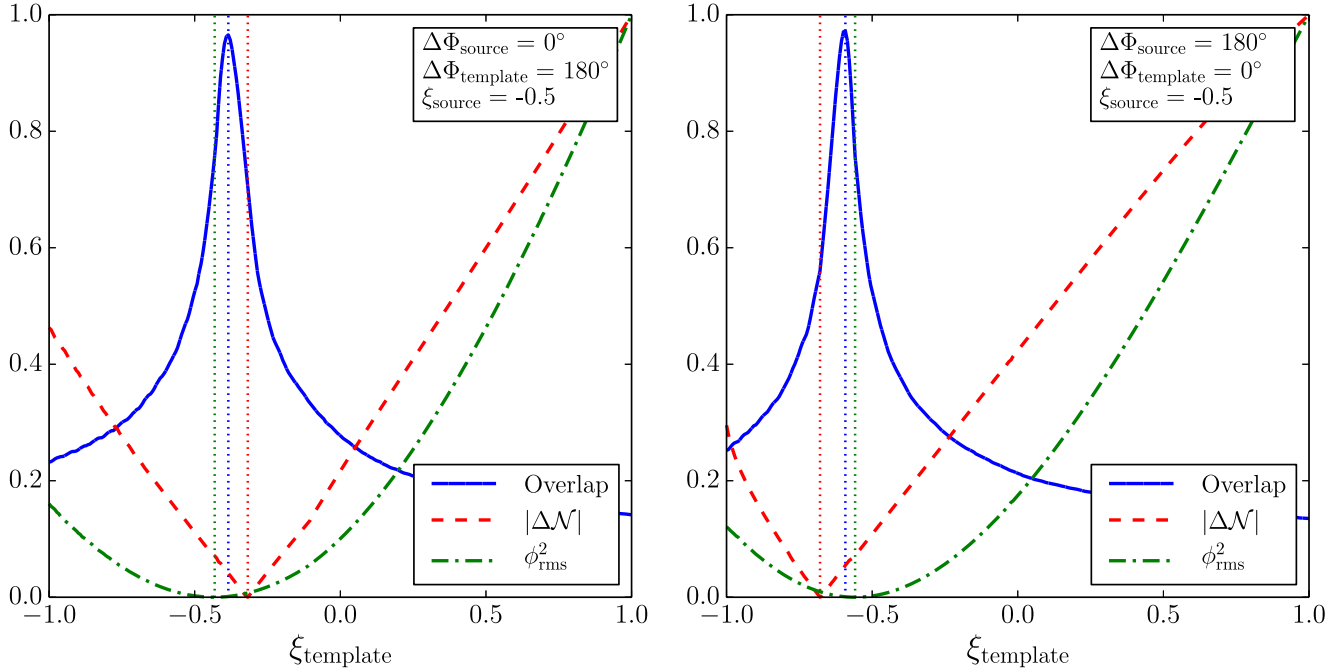 1.0
0.8
0.6
0.4
0.2
0.0
−1.0 −0.5 0.0 0.5 1.0
ξtemplate
ΔΦsource = 0°
ΔΦtemplate = 180°
ξsource = -0.5
Overlap
|Δ𝒩|
ϕ²rms
1.0
0.8
0.6
0.4
0.2
0.0
−1.0 −0.5 0.0 0.5 1.0
ξtemplate
ΔΦsource = 180°
ΔΦtemplate = 0°
ξsource = -0.5
Overlap
|Δ𝒩|
ϕ²rms